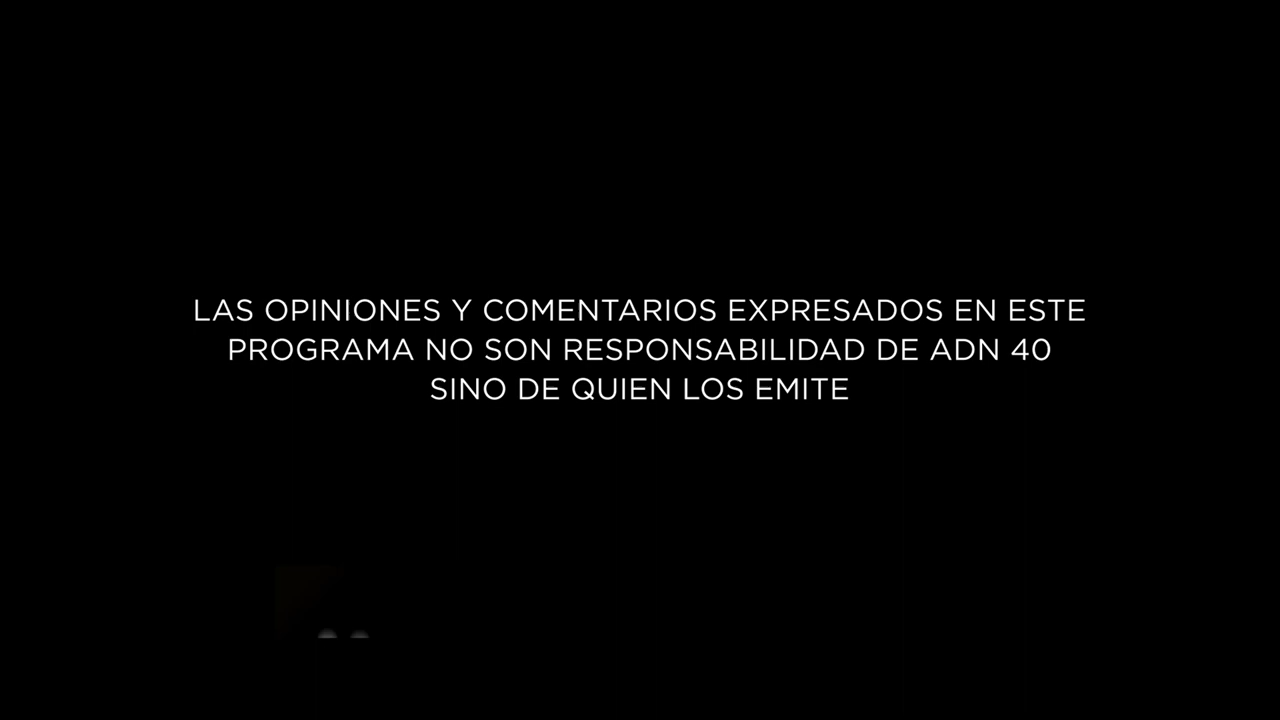 LAS OPINIONES Y COMENTARIOS EXPRESADOS EN ESTE
PROGRAMA NO SON RESPONSABILIDAD DE ADN 40
SINO DE QUIEN LOS EMITE